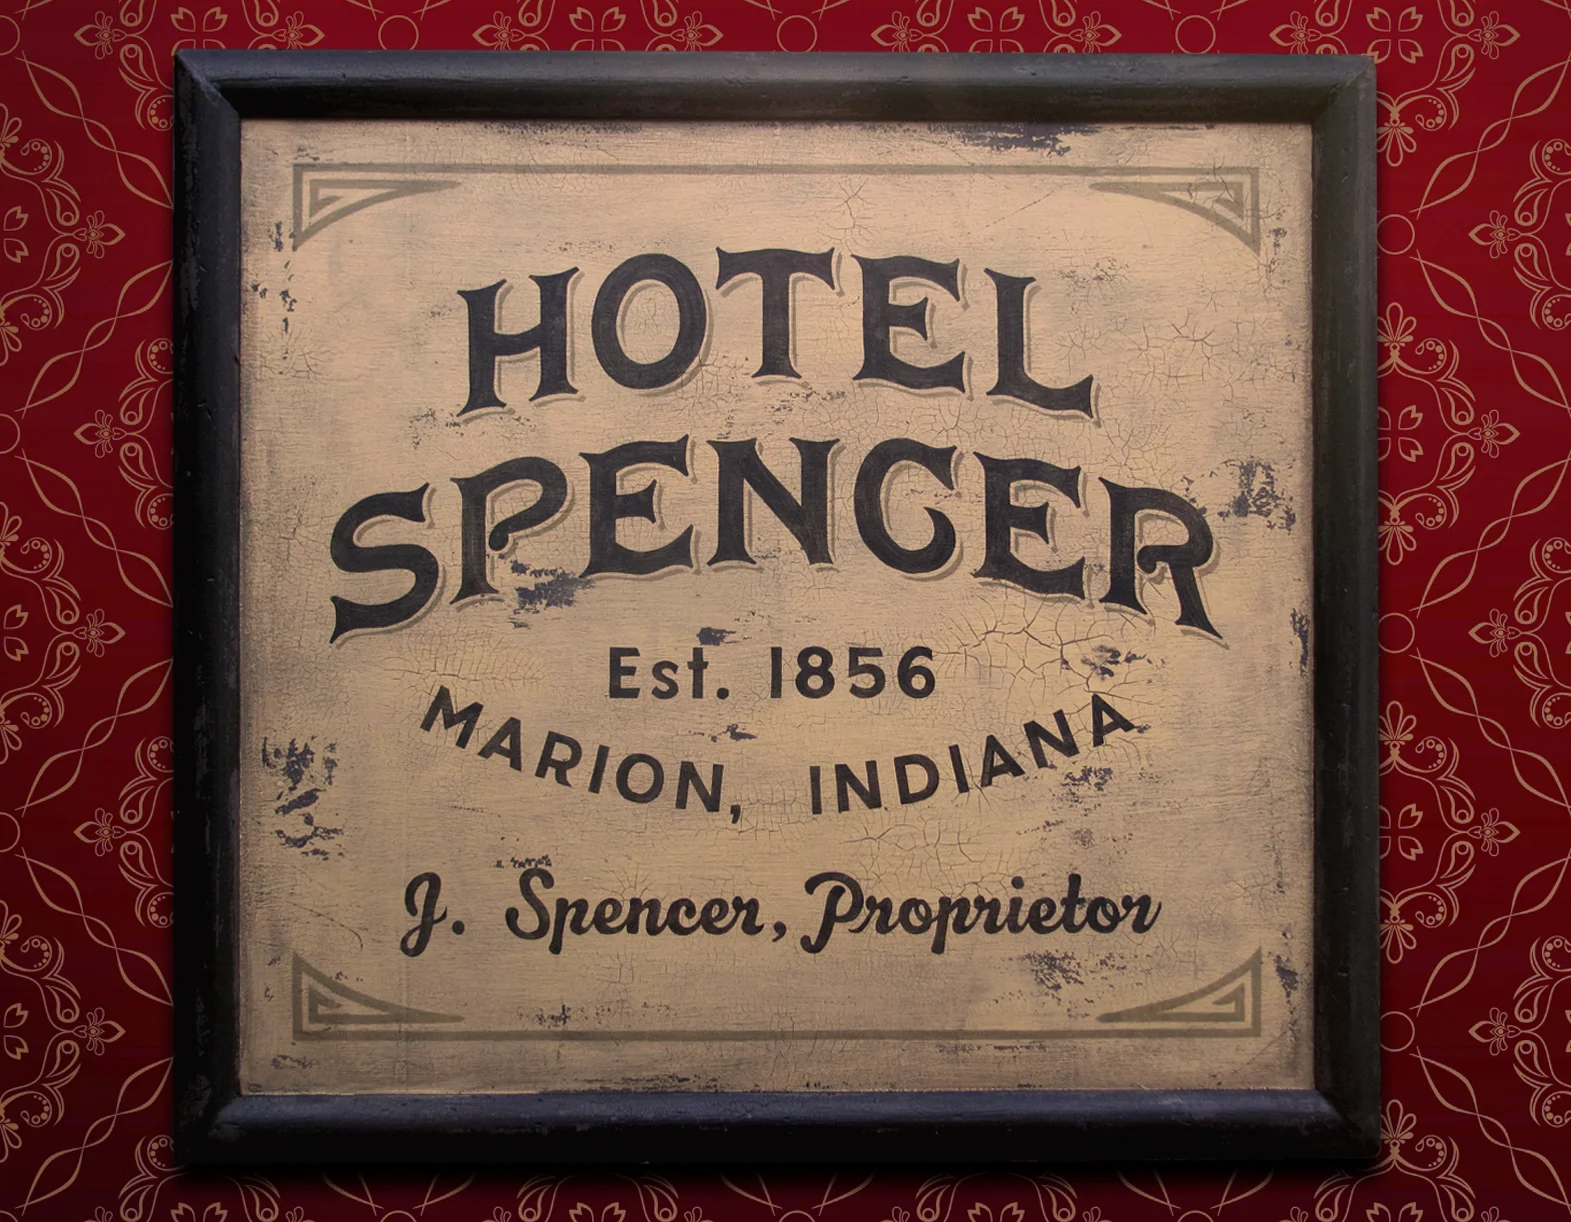 HOTEL
SPENCER
Est. 1856
MARION, INDIANA
J. Spencer, Proprietor